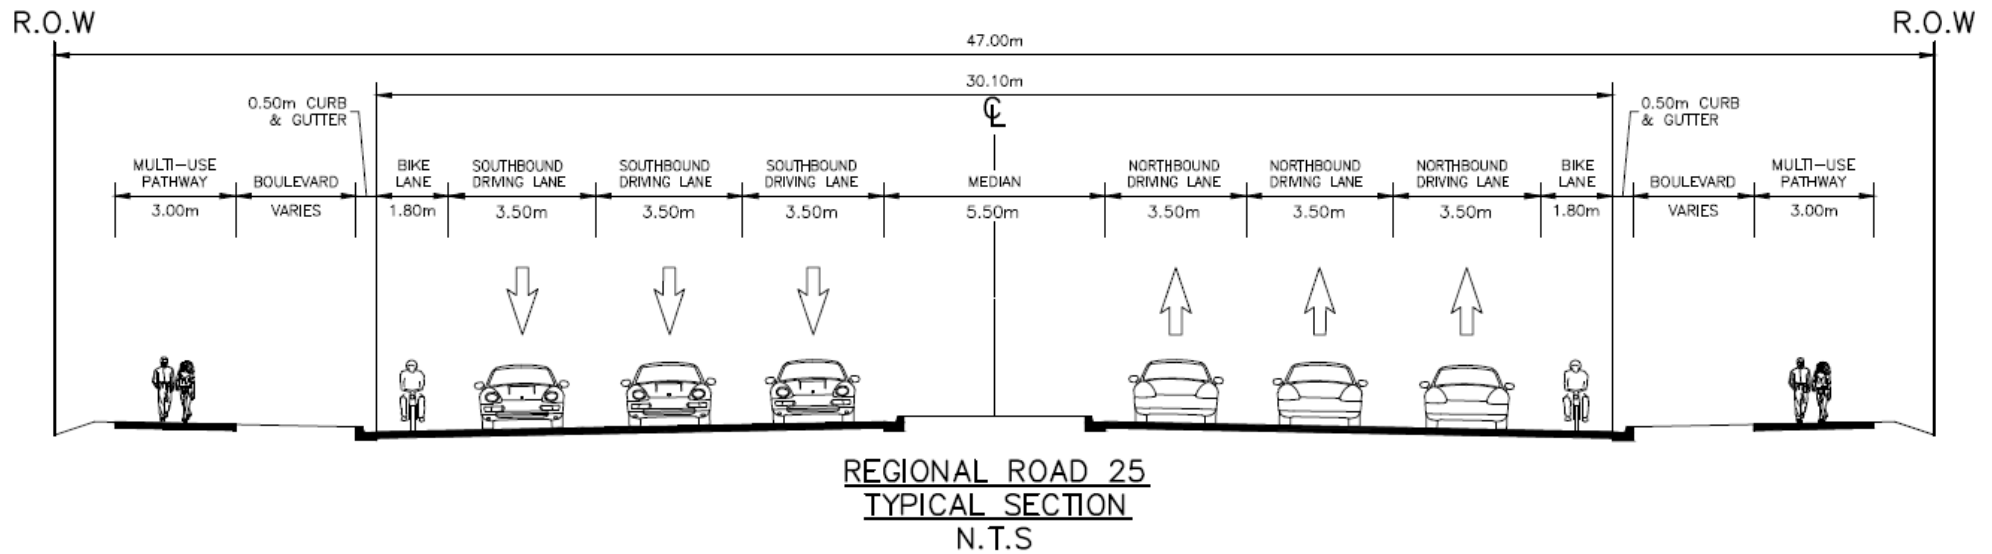 R.O.W
R.O.W
47.00m
30.10m
0.50m CURB
& GUTTER
℄
0.50m CURB
& GUTTER
MULTI-USE
PATHWAY
3.00m
BOULEVARD
VARIES
BIKE
LANE
1.80m
SOUTHBOUND
DRIVING LANE
3.50m
SOUTHBOUND
DRIVING LANE
3.50m
SOUTHBOUND
DRIVING LANE
3.50m
MEDIAN
5.50m
NORTHBOUND
DRIVING LANE
3.50m
NORTHBOUND
DRIVING LANE
3.50m
NORTHBOUND
DRIVING LANE
3.50m
BIKE
LANE
1.80m
BOULEVARD
VARIES
MULTI-USE
PATHWAY
3.00m
REGIONAL ROAD 25
TYPICAL SECTION
N.T.S